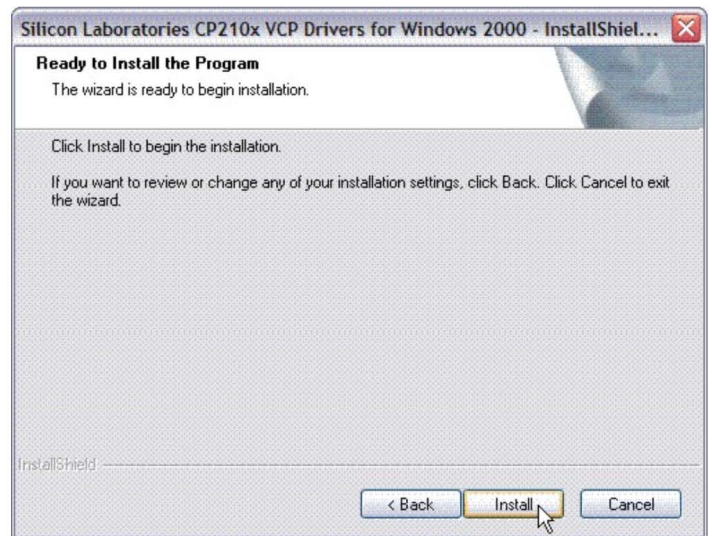 Silicon Laboratories CP210x VCP Drivers for Windows 2000 - InstallShiel...
Ready to Install the Program
The wizard is ready to begin installation.
Click Install to begin the installation.
If you want to review or change any of your installation settings, click Back. Click Cancel to exit
the wizard.
InstallShield
< Back Install Cancel